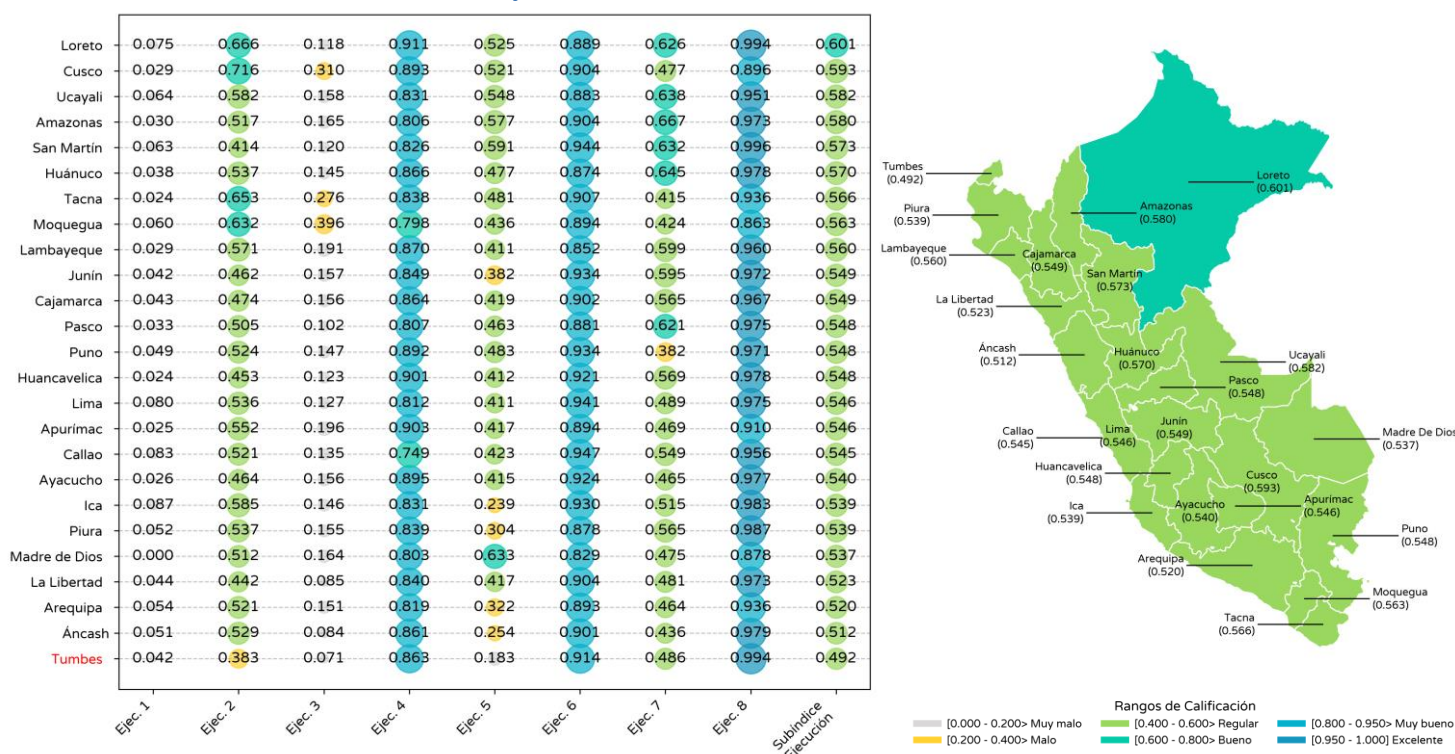 Loreto 0.075 0.666 0.118 0.911 0.525 0.889 0.626 0.994 0.601
Cusco 0.029 0.716 0.310 0.893 0.521 0.904 0.477 0.896 0.593
Ucayali 0.064 0.582 0.158 0.831 0.548 0.883 0.638 0.951 0.582
Amazonas 0.030 0.517 0.165 0.806 0.577 0.904 0.667 0.973 0.580
San Martín 0.063 0.414 0.120 0.826 0.591 0.944 0.632 0.996 0.573
Huánuco 0.038 0.537 0.145 0.866 0.477 0.874 0.645 0.978 0.570
Tacna 0.024 0.653 0.276 0.838 0.481 0.907 0.415 0.936 0.566
Moquegua 0.060 0.632 0.396 0.798 0.436 0.894 0.424 0.863 0.563
Lambayeque 0.029 0.571 0.191 0.870 0.411 0.852 0.599 0.960 0.560
Junín 0.042 0.462 0.157 0.849 0.382 0.934 0.595 0.972 0.549
Cajamarca 0.043 0.474 0.156 0.864 0.419 0.902 0.565 0.967 0.549
Pasco 0.033 0.505 0.102 0.807 0.463 0.881 0.621 0.975 0.548
Puno 0.049 0.524 0.147 0.892 0.483 0.934 0.382 0.971 0.548
Huancavelica 0.024 0.453 0.123 0.901 0.412 0.921 0.569 0.978 0.548
Lima 0.080 0.536 0.127 0.812 0.411 0.941 0.489 0.975 0.546
Apurímac 0.025 0.552 0.196 0.903 0.417 0.894 0.469 0.910 0.546
Callao 0.083 0.521 0.135 0.749 0.423 0.947 0.549 0.956 0.545
Ayacucho 0.026 0.464 0.156 0.895 0.415 0.924 0.465 0.977 0.540
Ica 0.087 0.585 0.146 0.831 0.239 0.930 0.515 0.983 0.539
Piura 0.052 0.537 0.155 0.839 0.304 0.878 0.565 0.987 0.539
Madre de Dios 0.000 0.512 0.164 0.803 0.633 0.829 0.475 0.878 0.537
La Libertad 0.044 0.442 0.085 0.840 0.417 0.904 0.481 0.973 0.523
Arequipa 0.054 0.521 0.151 0.819 0.322 0.893 0.464 0.936 0.520
Áncash 0.051 0.529 0.084 0.861 0.254 0.901 0.436 0.979 0.512
Tumbes 0.042 0.383 0.071 0.863 0.183 0.914 0.486 0.994 0.492
Ejec. 1 Ejec. 2 Ejec. 3 Ejec. 4 Ejec. 5 Ejec. 6 Ejec. 7 Ejec. 8 Subíndice
Ejecución
Tumbes
(0.492)
Loreto
(0.601)
Piura
(0.539)
Amazonas
(0.580)
Lambayeque
(0.560)
Cajamarca
(0.549)
San Martín
(0.573)
La Libertad
(0.523)
Áncash
(0.512)
Huánuco
(0.570)
Ucayali
(0.582)
Pasco
(0.548)
Callao
(0.545)
Lima
(0.546)
Junín
(0.549)
Madre De Dios
(0.537)
Huancavelica
(0.548)
Cusco
(0.593)
Ica
(0.539)
Ayacucho
(0.540)
Apurímac
(0.546)
Puno
(0.548)
Arequipa
(0.520)
Moquegua
(0.563)
Tacna
(0.566)
Rangos de Calificación
[0.000 - 0.200> Muy malo [0.400 - 0.600> Regular [0.800 - 0.950> Muy bueno
[0.200 - 0.400> Malo [0.600 - 0.800> Bueno [0.950 - 1.000] Excelente